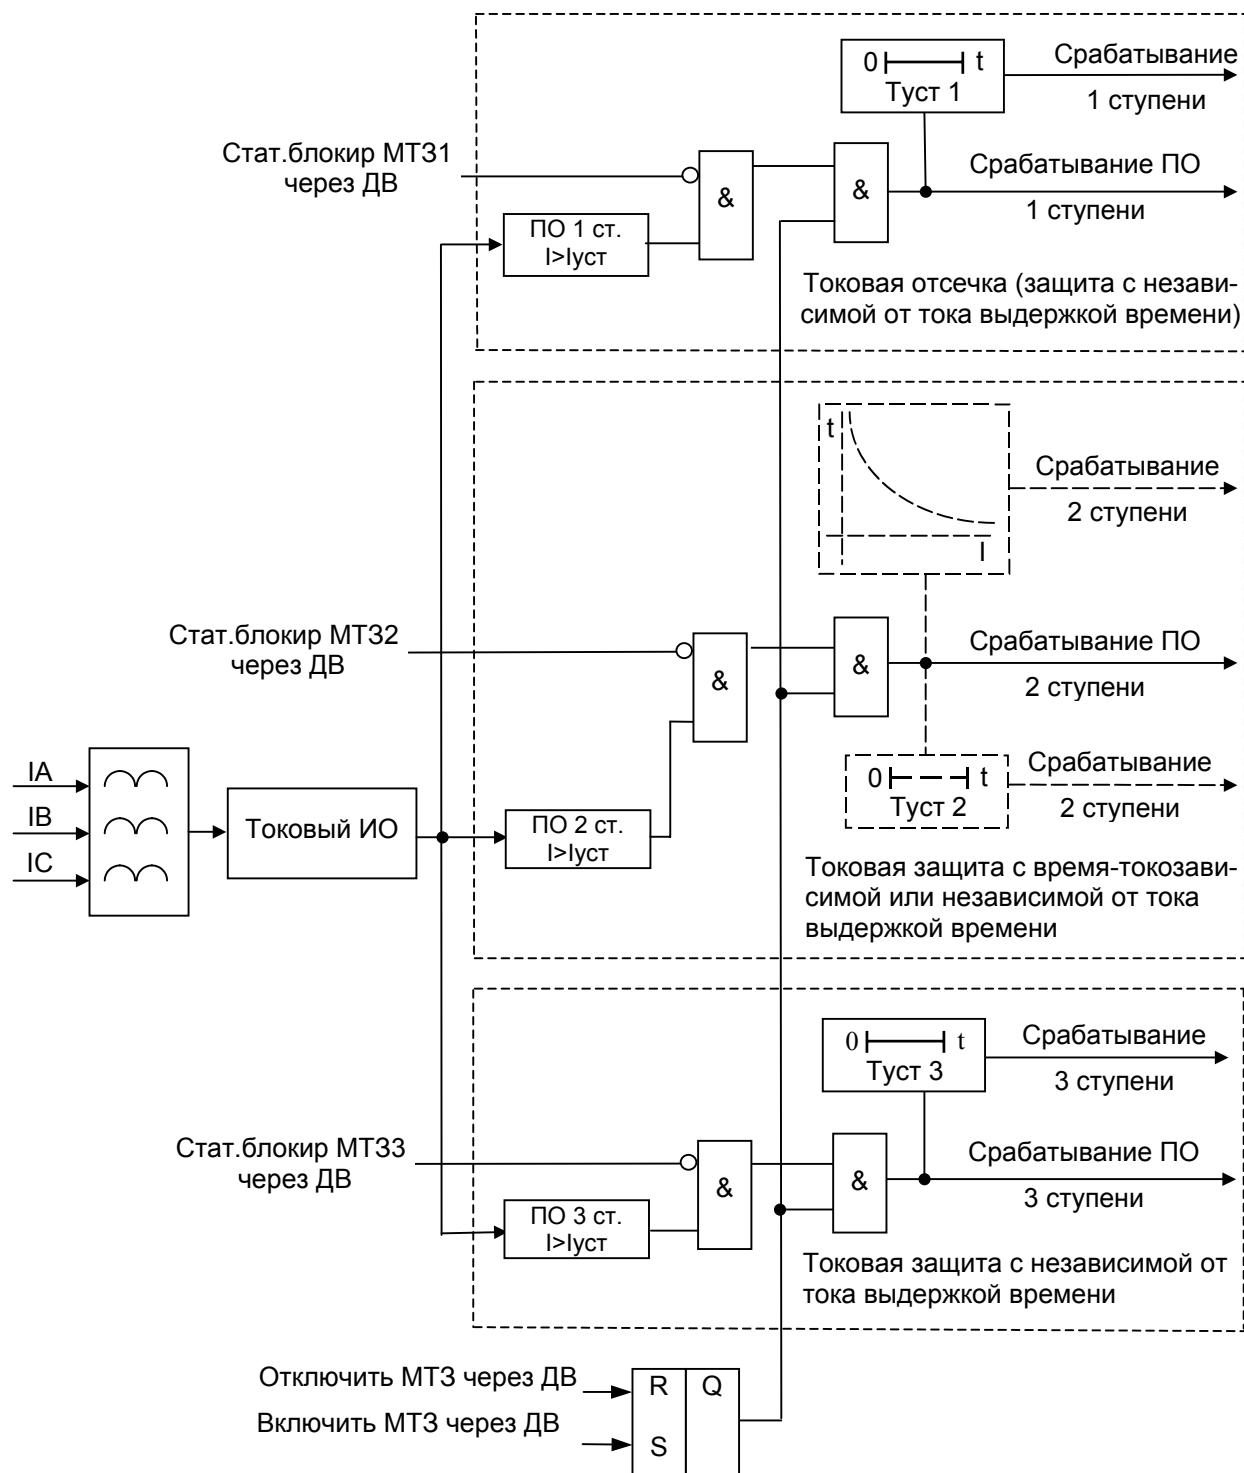 0 t
Туст 1
Срабатывание
1 ступени
Стат.блокир МТЗ1
через ДВ
&
&
Срабатывание ПО
1 ступени
ПО 1 ст.
I>Iуст
Токовая отсечка (защита с незави-
симой от тока выдержкой времени)
t
I
Срабатывание
2 ступени
Стат.блокир МТЗ2
через ДВ
&
&
Срабатывание ПО
2 ступени
0 t
Туст 2
Срабатывание
2 ступени
IA
IB
IC
Токовый ИО
ПО 2 ст.
I>Iуст
Токовая защита с время-токозави-
симой или независимой от тока
выдержкой времени
0 t
Туст 3
Срабатывание
3 ступени
Стат.блокир МТЗ3
через ДВ
&
&
Срабатывание ПО
3 ступени
ПО 3 ст.
I>Iуст
Токовая защита с независимой от
тока выдержкой времени
Отключить МТЗ через ДВ
R Q
Включить МТЗ через ДВ
S